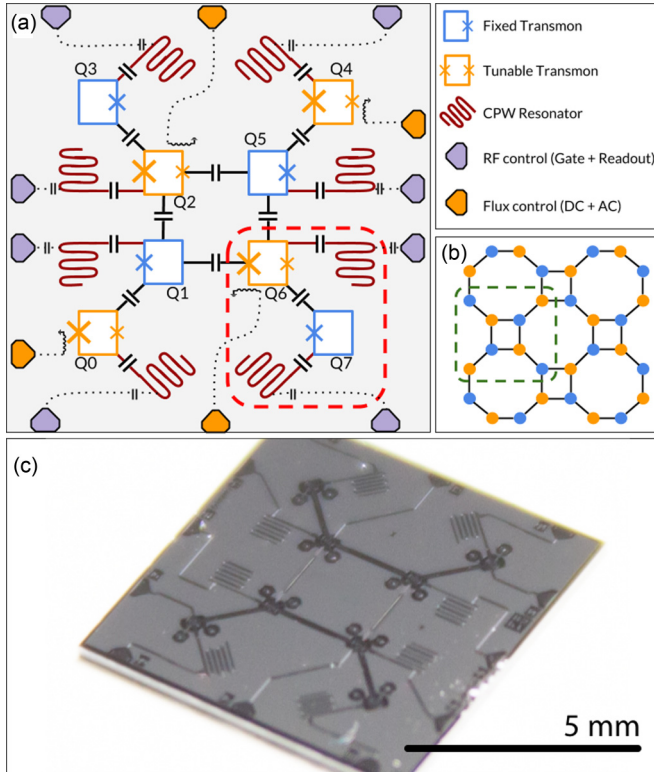 (a)
Q3
Q4
Q5
Q2
Q1
Q6
Q0
Q7
Fixed Transmon
Tunable Transmon
CPW Resonator
RF control (Gate + Readout)
Flux control (DC + AC)
(b)
(c)
5 mm